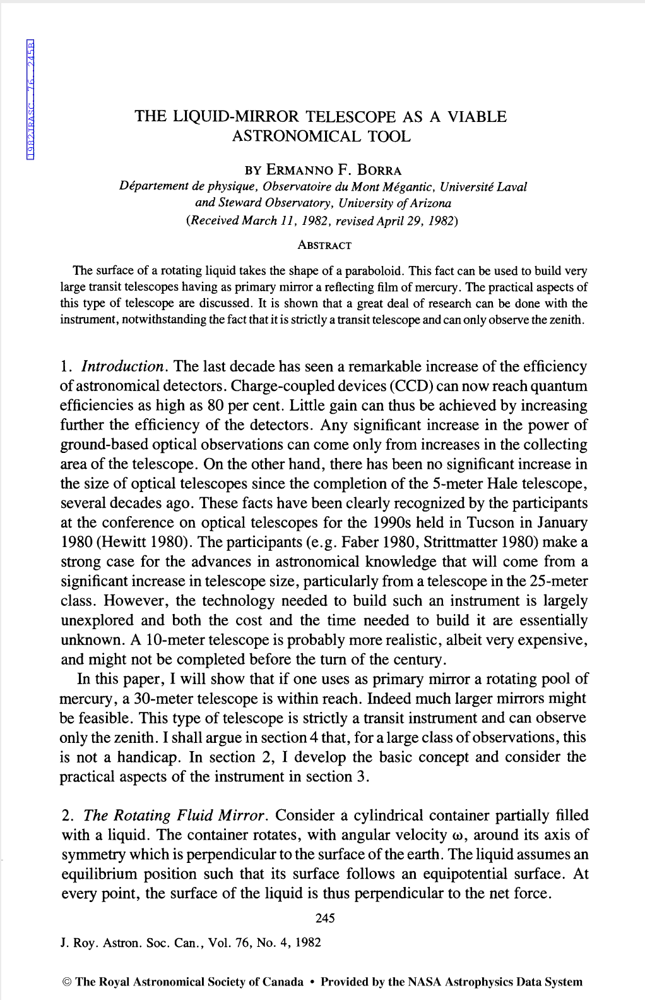 1982JRASC..76..245B
THE LIQUID-MIRROR TELESCOPE AS A VIABLE
ASTRONOMICAL TOOL
BY ERMANNO F. BORRA
Département de physique, Observatoire du Mont Mégantic, Université Laval
and Steward Observatory, University of Arizona
(Received March 11, 1982, revised April 29, 1982)
ABSTRACT
The surface of a rotating liquid takes the shape of a paraboloid. This fact can be used to build very
large transit telescopes having as primary mirror a reflecting film of mercury. The practical aspects of
this type of telescope are discussed. It is shown that a great deal of research can be done with the
instrument, notwithstanding the fact that it is strictly a transit telescope and can only observe the zenith.
1. Introduction. The last decade has seen a remarkable increase of the efficiency
of astronomical detectors. Charge-coupled devices (CCD) can now reach quantum
efficiencies as high as 80 per cent. Little gain can thus be achieved by increasing
further the efficiency of the detectors. Any significant increase in the power of
ground-based optical observations can come only from increases in the collecting
area of the telescope. On the other hand, there has been no significant increase in
the size of optical telescopes since the completion of the 5-meter Hale telescope,
several decades ago. These facts have been clearly recognized by the participants
at the conference on optical telescopes for the 1990s held in Tucson in January
1980 (Hewitt 1980). The participants (e.g. Faber 1980, Strittmatter 1980) make a
strong case for the advances in astronomical knowledge that will come from a
significant increase in telescope size, particularly from a telescope in the 25-meter
class. However, the technology needed to build such an instrument is largely
unexplored and both the cost and the time needed to build it are essentially
unknown. A 10-meter telescope is probably more realistic, albeit very expensive,
and might not be completed before the turn of the century.
In this paper, I will show that if one uses as primary mirror a rotating pool of
mercury, a 30-meter telescope is within reach. Indeed much larger mirrors might
be feasible. This type of telescope is strictly a transit instrument and can observe
only the zenith. I shall argue in section 4 that, for a large class of observations, this
is not a handicap. In section 2, I develop the basic concept and consider the
practical aspects of the instrument in section 3.
2. The Rotating Fluid Mirror. Consider a cylindrical container partially filled
with a liquid. The container rotates, with angular velocity ω, around its axis of
symmetry which is perpendicular to the surface of the earth. The liquid assumes an
equilibrium position such that its surface follows an equipotential surface. At
every point, the surface of the liquid is thus perpendicular to the net force.
245
J. Roy. Astron. Soc. Can., Vol. 76, No. 4, 1982
© The Royal Astronomical Society of Canada • Provided by the NASA Astrophysics Data System